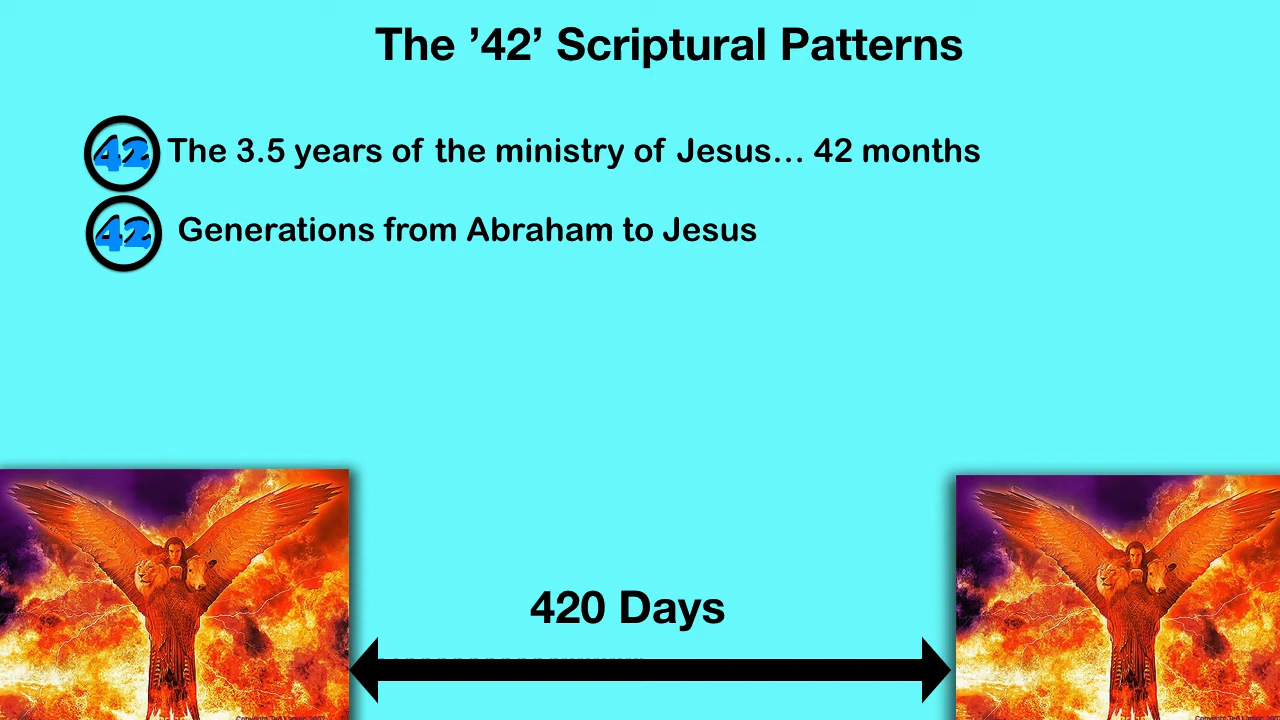 The ’42’ Scriptural Patterns
42 The 3.5 years of the ministry of Jesus... 42 months
42 Generations from Abraham to Jesus
420 Days